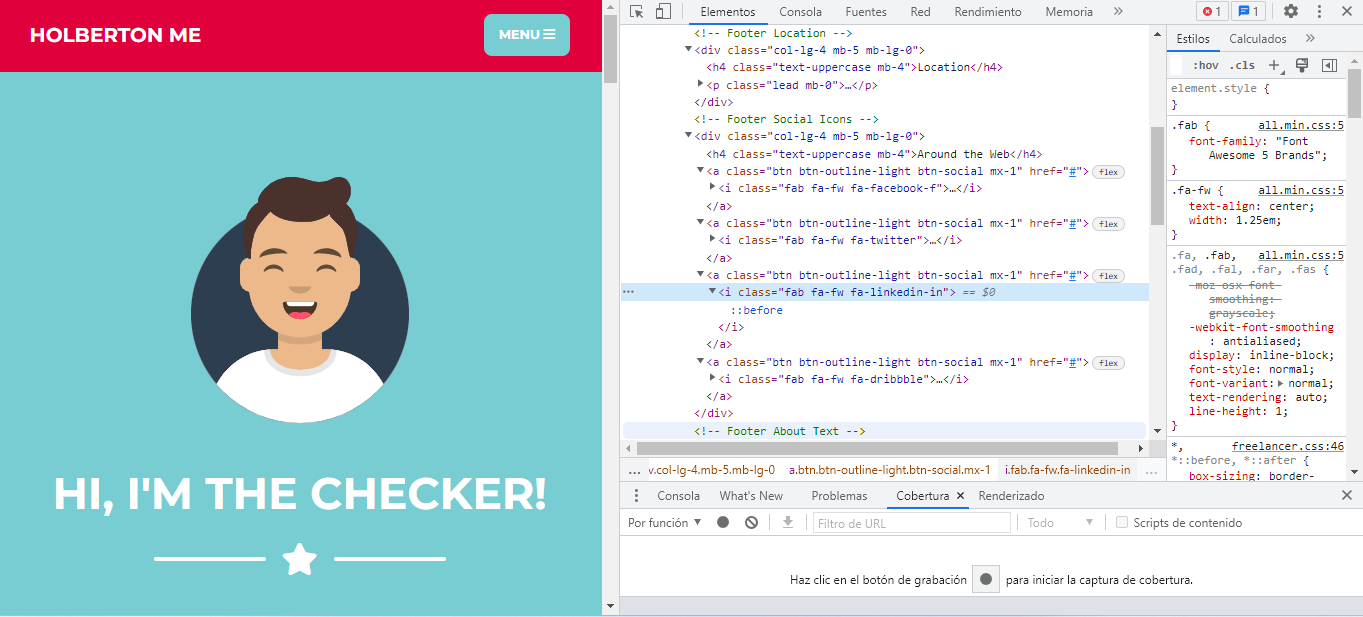 HOLBERTON ME
MENU
HI, I'M THE CHECKER!
Elementos Consola Fuentes Red Rendimiento Memoria » 1 1
<!-- Footer Location -->
<div class="col-lg-4 mb-5 mb-lg-0">
<h4 class="text-uppercase mb-4">Location</h4>
<p class="lead mb-0">…</p>
</div>
<!-- Footer Social Icons -->
<div class="col-lg-4 mb-5 mb-lg-0">
<h4 class="text-uppercase mb-4">Around the Web</h4>
<a class="btn btn-outline-light btn-social mx-1" href="#"> flex
<i class="fab fa-fw fa-facebook-f">…</i>
</a>
<a class="btn btn-outline-light btn-social mx-1" href="#"> flex
<i class="fab fa-fw fa-twitter">…</i>
</a>
<a class="btn btn-outline-light btn-social mx-1" href="#"> flex
… <i class="fab fa-fw fa-linkedin-in"> == $0
::before
</i>
</a>
<a class="btn btn-outline-light btn-social mx-1" href="#"> flex
<i class="fab fa-fw fa-dribbble">…</i>
</a>
</div>
<!-- Footer About Text -->
… v.col-lg-4.mb-5.mb-lg-0 a.btn.btn-outline-light.btn-social.mx-1 i.fab.fa-fw.fa-linkedin-in …
Estilos Calculados »
:hov .cls +
element.style {
}
.fab { all.min.css:5
font-family: "Font
Awesome 5 Brands";
}
.fa-fw { all.min.css:5
text-align: center;
width: 1.25em;
}
.fa, .fab, all.min.css:5
.fad, .fal, .far, .fas {
-moz-osx-font-
smoothing:
grayscale;
-webkit-font-smoothing
: antialiased;
display: inline-block;
font-style: normal;
font-variant: normal;
text-rendering: auto;
line-height: 1;
}
*, freelancer.css:46
*::before, *::after {
box-sizing: border-
Consola What's New Problemas Cobertura × Renderizado
Por función Filtro de URL Todo Scripts de contenido
Haz clic en el botón de grabación para iniciar la captura de cobertura.